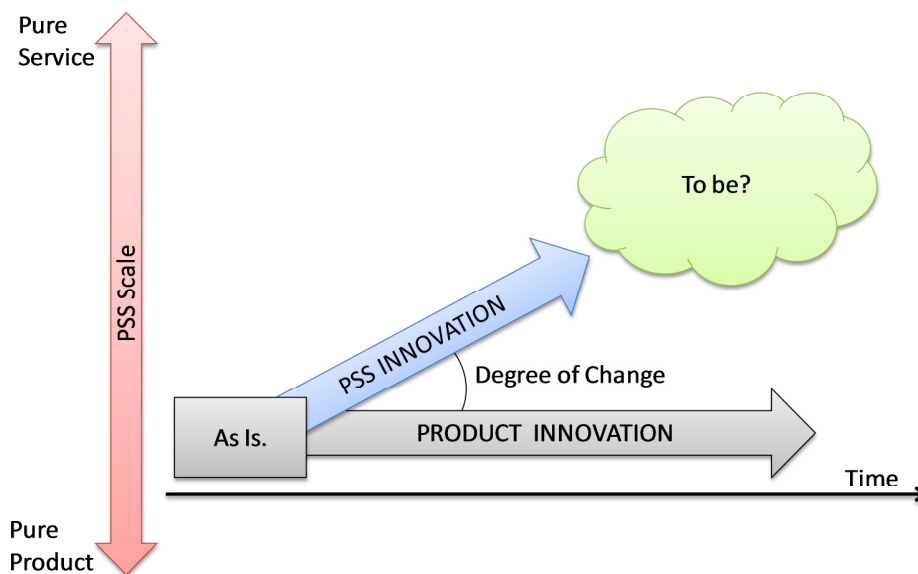 Pure
Service
To be?
PSS Scale
PSS INNOVATION
Degree of Change
As Is.
PRODUCT INNOVATION
Time
Pure
Product